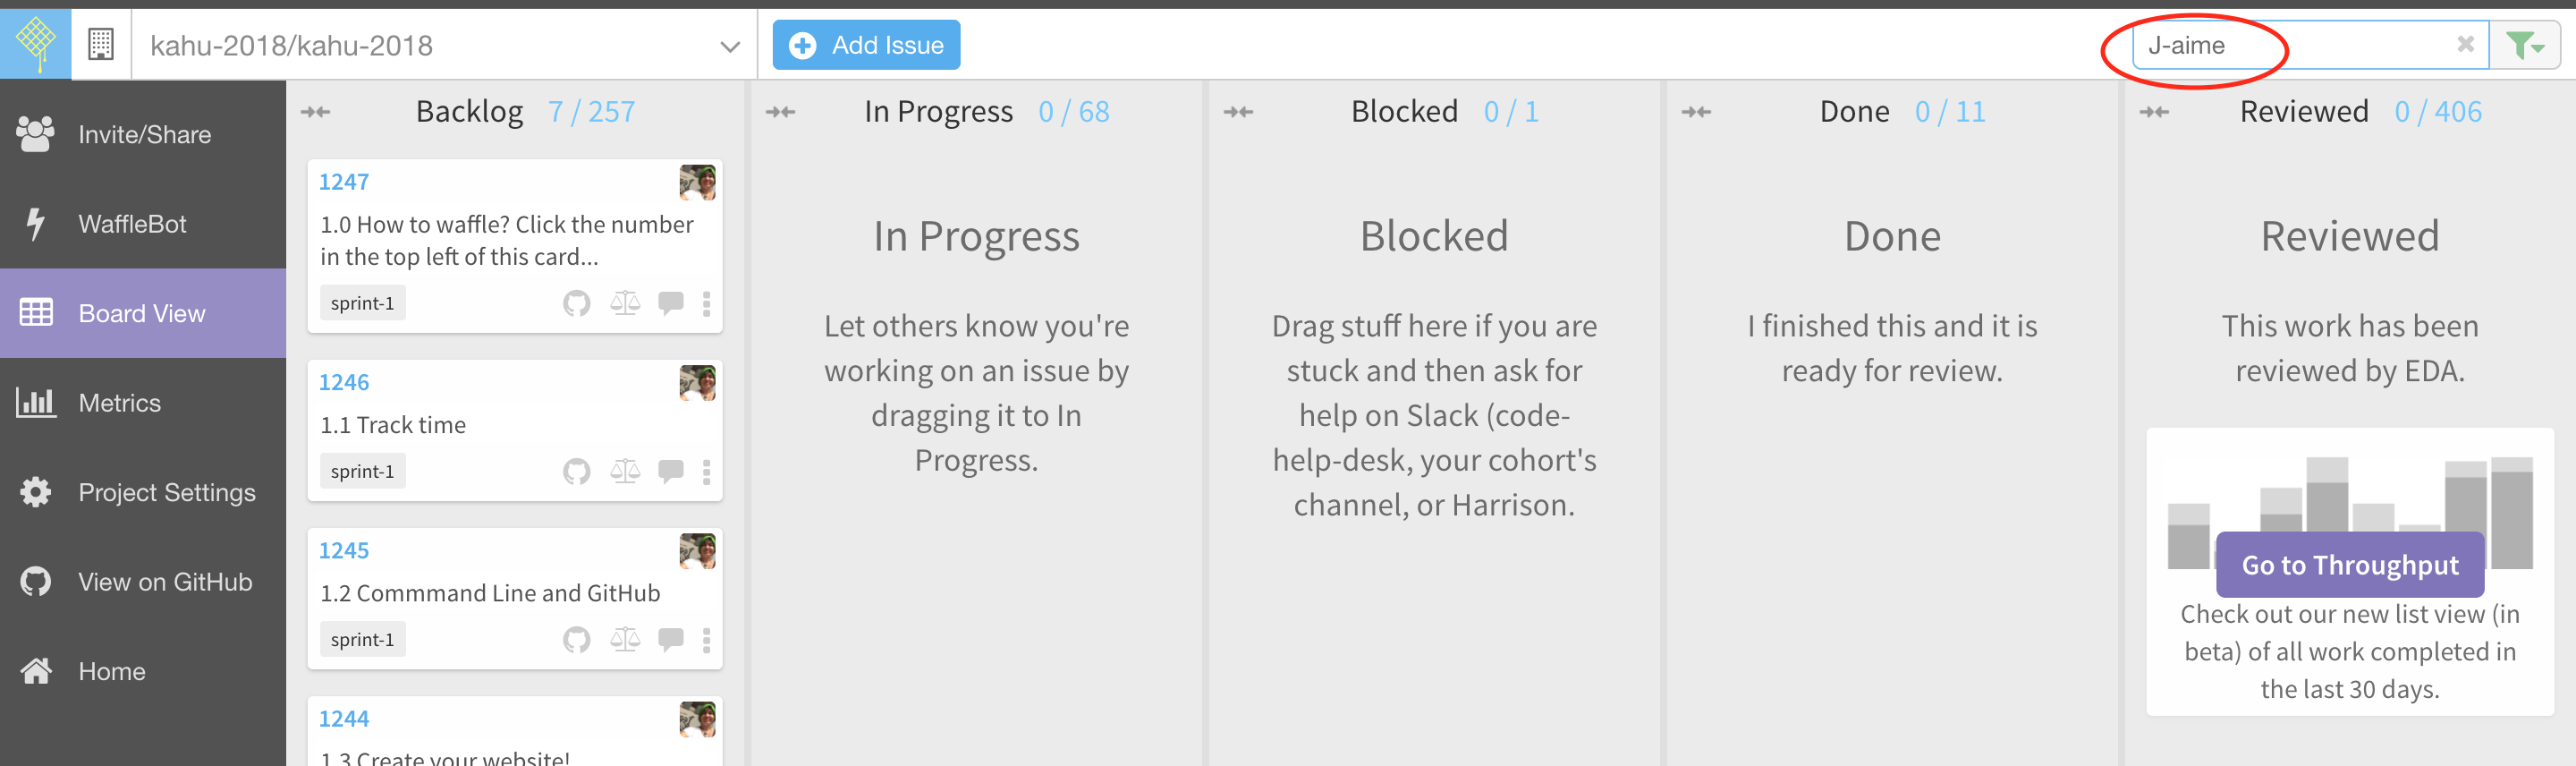 kahu-2018/kahu-2018
Add Issue
J-aime
Invite/Share
WaffleBot
Board View
Metrics
Project Settings
View on GitHub
Home
Backlog 7 / 257
1247
1.0 How to waffle? Click the number
in the top left of this card...
sprint-1
1246
1.1 Track time
sprint-1
1245
1.2 Commmand Line and GitHub
sprint-1
1244
1.3 Create your website!
In Progress 0 / 68
In Progress
Let others know you're
working on an issue by
dragging it to In
Progress.
Blocked 0 / 1
Blocked
Drag stuff here if you are
stuck and then ask for
help on Slack (code-
help-desk, your cohort's
channel, or Harrison.
Done 0 / 11
Done
I finished this and it is
ready for review.
Reviewed 0 / 406
Reviewed
This work has been
reviewed by EDA.
Go to Throughput
Check out our new list view (in
beta) of all work completed in
the last 30 days.